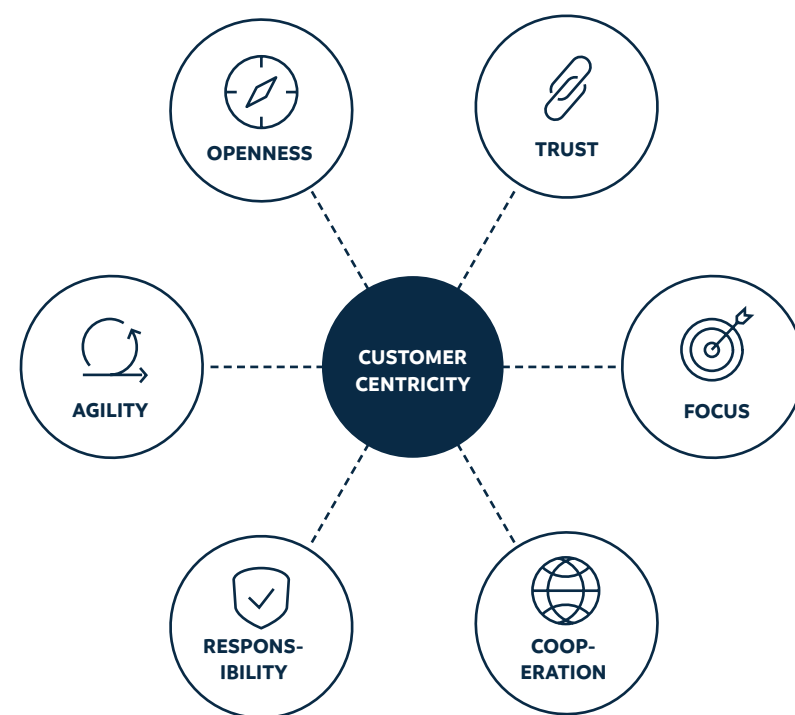 OPENNESS
TRUST
CUSTOMER
CENTRICITY
AGILITY
FOCUS
RESPONS-
IBILITY
COOP-
ERATION